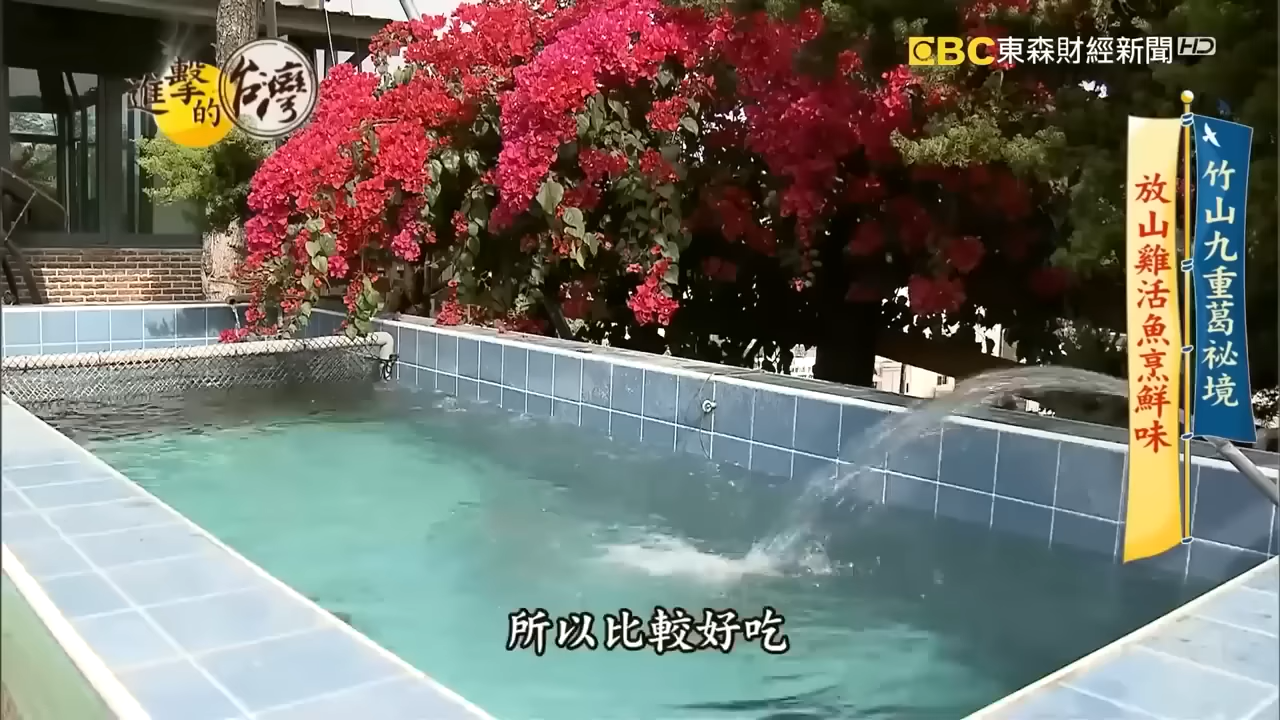 進擊的台灣
EBC東森財經新聞HD
竹山九重葛祕境
放山雞活魚烹鮮味
所以比較好吃